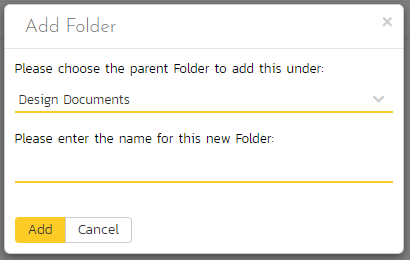 Add Folder
×
Please choose the parent Folder to add this under:
Design Documents
Please enter the name for this new Folder:
Add Cancel